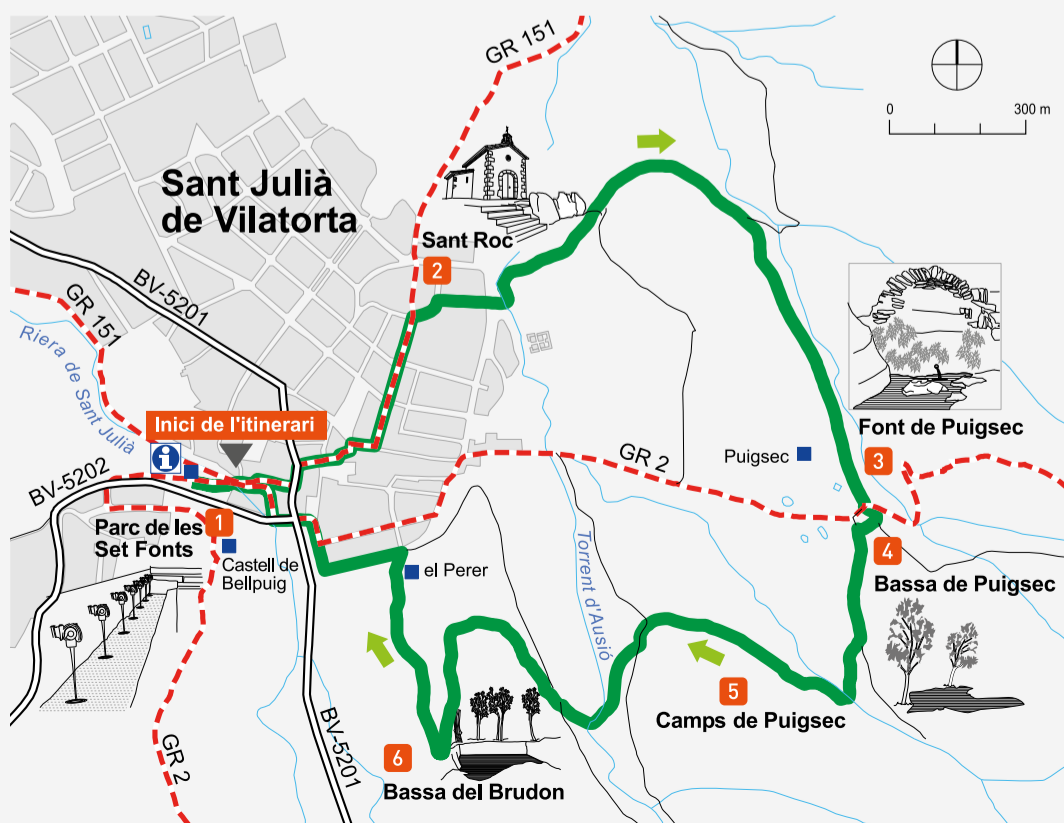 GR 151
0
300 m
Sant Julià
de Vilatorta
Sant Roc
2
BV-5201
GR 151
Riera de Sant Julià
Inici de l'itinerari
i
BV-5202
Font de Puigsec
3
Puigsec
GR 2
1
Parc de les
Set Fonts
Castell de
Bellpuig
el Perer
4
Bassa de Puigsec
Torrent d'Ausió
5
Camps de Puigsec
GR 2
BV-5201
6
Bassa del Brudon